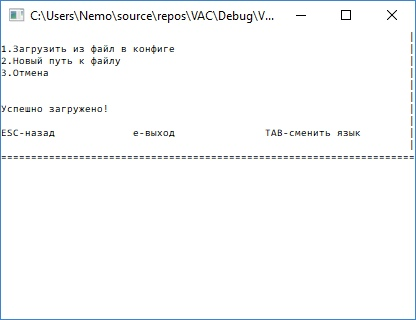 C:\Users\Nemo\source\repos\VAC\Debug\V...
1.Загрузить из файл в конфиге
2.Новый путь к файлу
3.Отмена
Успешно загружено!
ESC-назад e-выход TAB-сменить язык